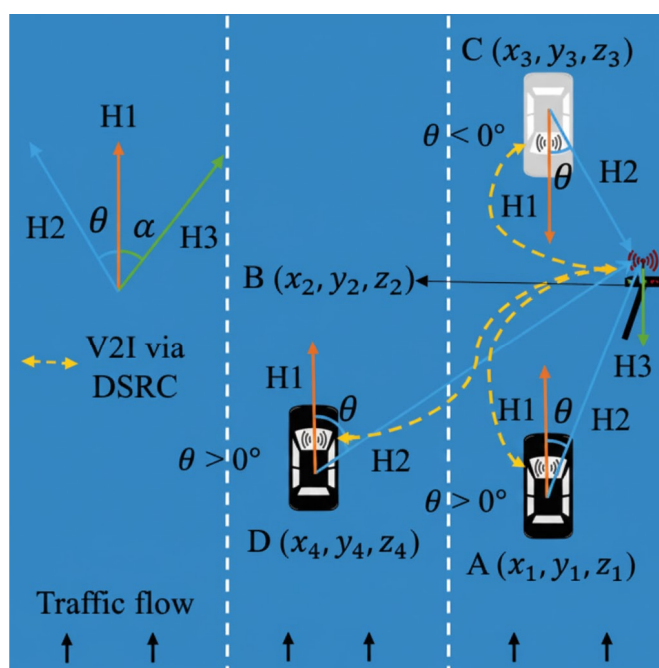 C (x₃, y₃, z₃)
H1
θ < 0°
H2
θ
α
H3
θ
H2
H1
B (x₂, y₂, z₂)
V2I via
DSRC
H3
H1
θ
H1
θ
H2
θ > 0°
H2
θ > 0°
D (x₄, y₄, z₄)
A (x₁, y₁, z₁)
Traffic flow